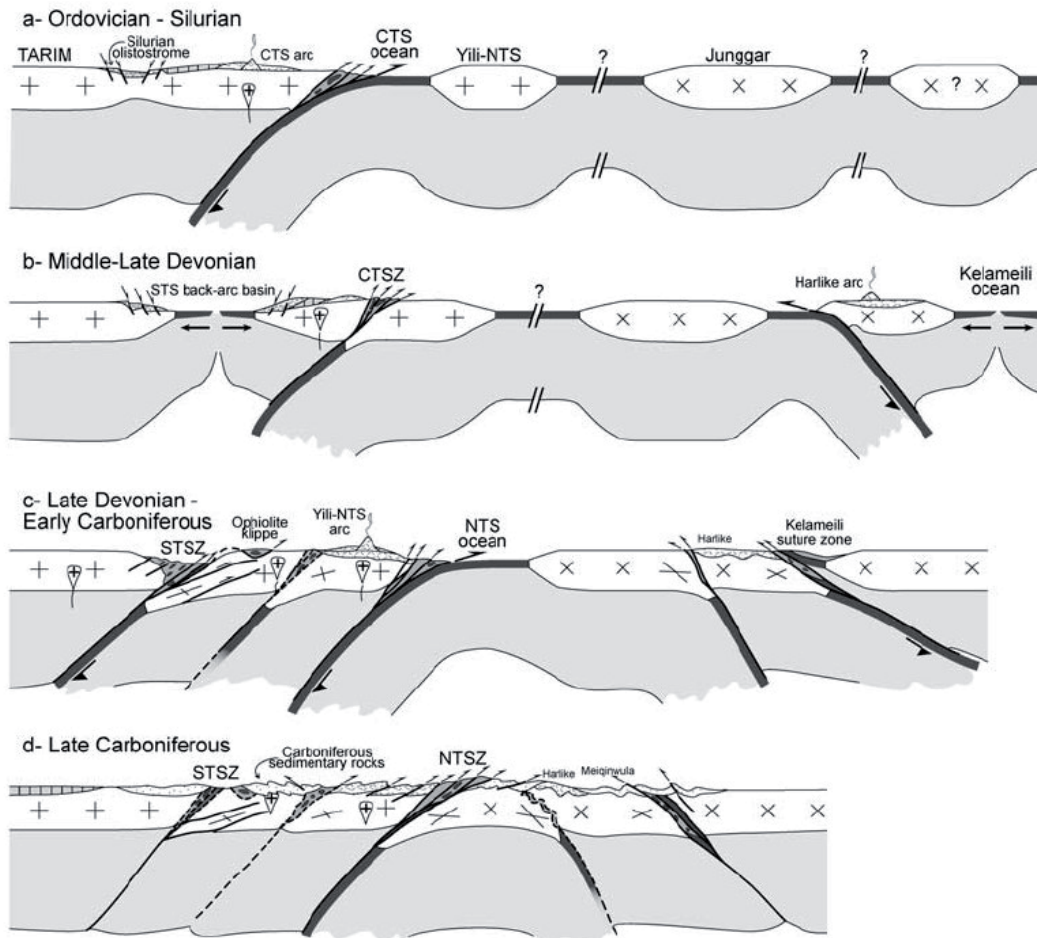 a- Ordovician - Silurian
TARIM
Silurian
olistostrome
CTS arc
CTS
ocean
Yili-NTS
?
Junggar
?
?
b- Middle-Late Devonian
STS back-arc basin
CTSZ
?
Harlike arc
Kelameili
ocean
c- Late Devonian -
Early Carboniferous
STSZ
Ophiolite
klippe
Yili-NTS
arc
NTS
ocean
Harlike
Kelameili
suture zone
d- Late Carboniferous
STSZ
Carboniferous
sedimentary rocks
NTSZ
Harlike
Meiqinwula